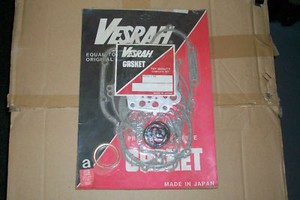 VESRAH
EQUAL TO
ORIGINAL
VESRAH
GASKET
GASKET
MADE IN JAPAN
a